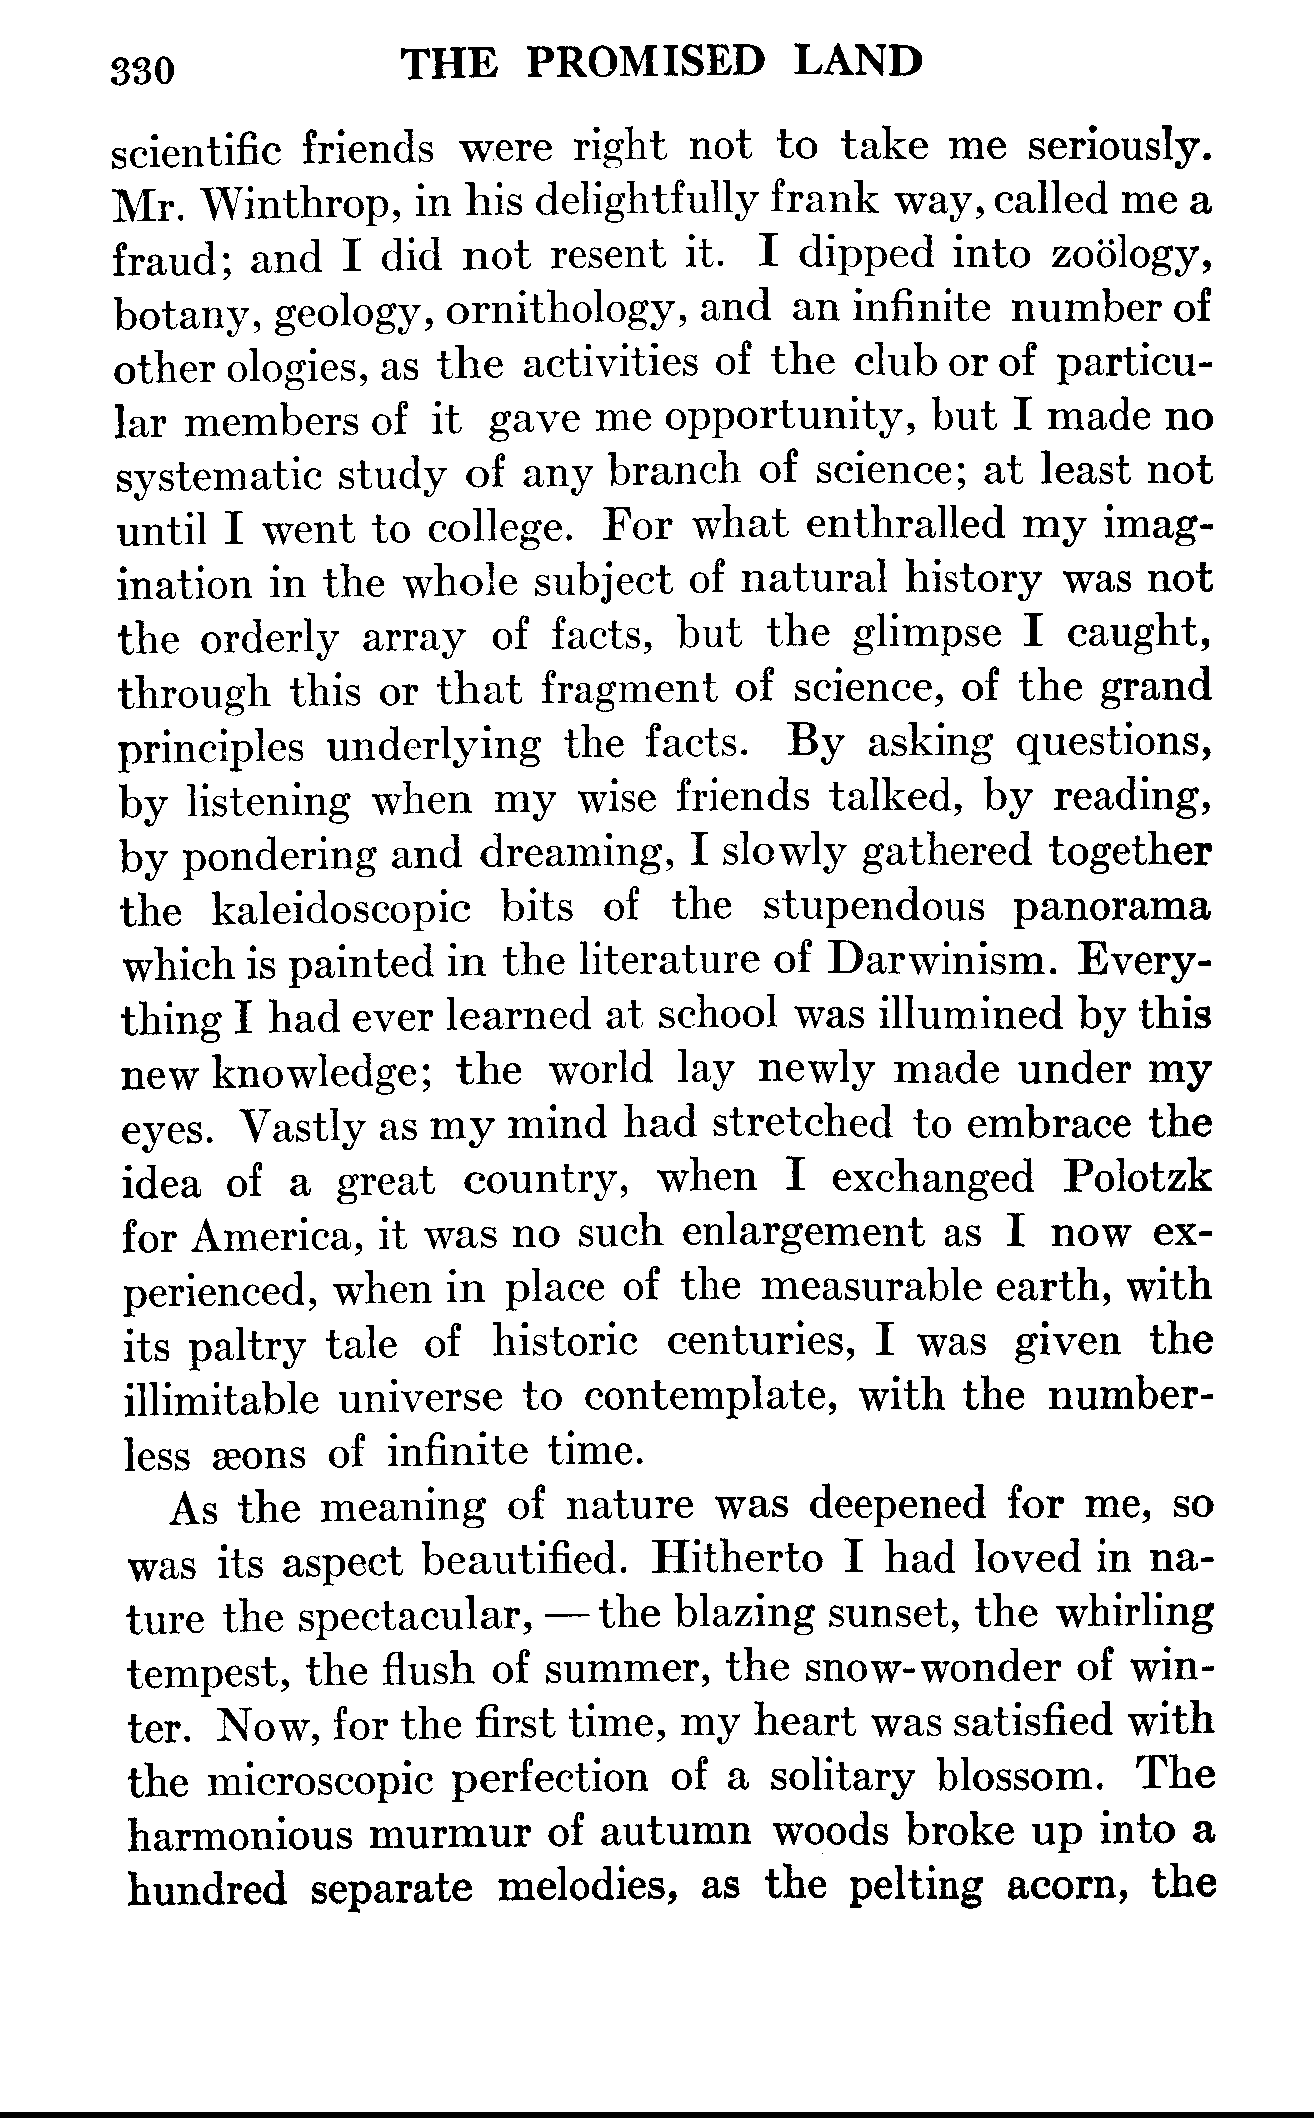 330 THE PROMISED LAND
scientific friends were right not to take me seriously.
Mr. Winthrop, in his delightfully frank way, called me a
fraud; and I did not resent it. I dipped into zoölogy,
botany, geology, ornithology, and an infinite number of
other ologies, as the activities of the club or of particu-
lar members of it gave me opportunity, but I made no
systematic study of any branch of science; at least not
until I went to college. For what enthralled my imag-
ination in the whole subject of natural history was not
the orderly array of facts, but the glimpse I caught,
through this or that fragment of science, of the grand
principles underlying the facts. By asking questions,
by listening when my wise friends talked, by reading,
by pondering and dreaming, I slowly gathered together
the kaleidoscopic bits of the stupendous panorama
which is painted in the literature of Darwinism. Every-
thing I had ever learned at school was illumined by this
new knowledge; the world lay newly made under my
eyes. Vastly as my mind had stretched to embrace the
idea of a great country, when I exchanged Polotzk
for America, it was no such enlargement as I now ex-
perienced, when in place of the measurable earth, with
its paltry tale of historic centuries, I was given the
illimitable universe to contemplate, with the number-
less æons of infinite time.
As the meaning of nature was deepened for me, so
was its aspect beautified. Hitherto I had loved in na-
ture the spectacular, — the blazing sunset, the whirling
tempest, the flush of summer, the snow-wonder of win-
ter. Now, for the first time, my heart was satisfied with
the microscopic perfection of a solitary blossom. The
harmonious murmur of autumn woods broke up into a
hundred separate melodies, as the pelting acorn, the